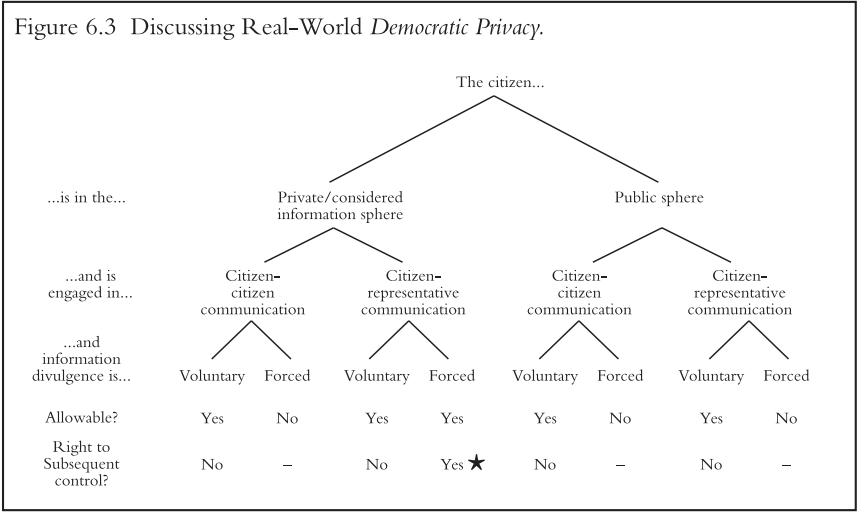 Figure 6.3 Discussing Real-World Democratic Privacy.
The citizen...
...is in the...
Private/considered
information sphere
Public sphere
...and is
engaged in...
Citizen-
citizen
communication
Citizen-
representative
communication
Citizen-
citizen
communication
Citizen-
representative
communication
...and
information
divulgence is...
Voluntary Forced Voluntary Forced Voluntary Forced Voluntary Forced
Allowable? Yes No Yes Yes Yes No Yes No
Right to
Subsequent
control?
No – No Yes ★ No – No –